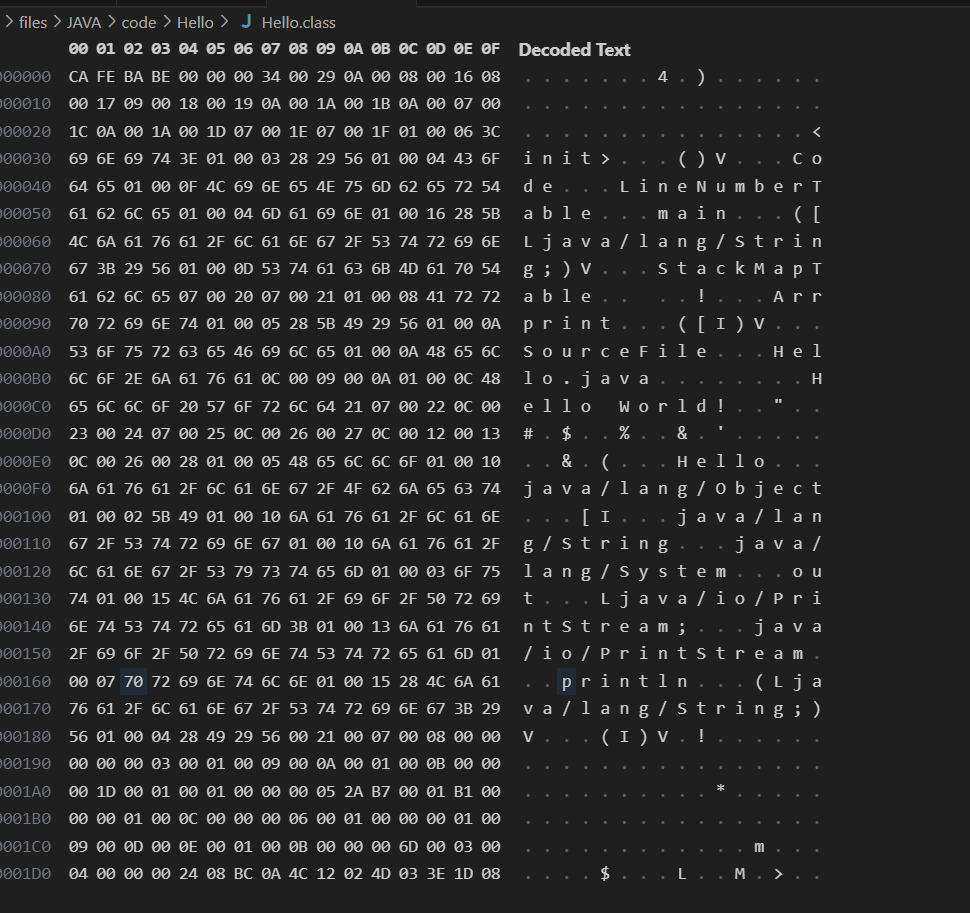 files > JAVA > code > Hello > J Hello.class
00 01 02 03 04 05 06 07 08 09 0A 0B 0C 0D 0E 0F Decoded Text
000000 CA FE BA BE 00 00 00 34 00 29 0A 00 08 00 16 08 . . . . . . . 4 . ) . . . . . .
000010 00 17 09 00 18 00 19 0A 00 1A 00 1B 0A 00 07 00 . . . . . . . . . . . . . . . .
000020 1C 0A 00 1A 00 1D 07 00 1E 07 00 1F 01 00 06 3C . . . . . . . . . . . . . . . <
000030 69 6E 69 74 3E 01 00 03 28 29 56 01 00 04 43 6F i n i t > . . . ( ) V . . . C o
000040 64 65 01 00 0F 4C 69 6E 65 4E 75 6D 62 65 72 54 d e . . . L i n e N u m b e r T
000050 61 62 6C 65 01 00 04 6D 61 69 6E 01 00 16 28 5B a b l e . . . m a i n . . . ( [
000060 4C 6A 61 76 61 2F 6C 61 6E 67 2F 53 74 72 69 6E L j a v a / l a n g / S t r i n
000070 67 3B 29 56 01 00 0D 53 74 61 63 6B 4D 61 70 54 g ; ) V . . . S t a c k M a p T
000080 61 62 6C 65 07 00 20 07 00 21 01 00 08 41 72 72 a b l e . .   . . ! . . . A r r
000090 70 72 69 6E 74 01 00 05 28 5B 49 29 56 01 00 0A p r i n t . . . ( [ I ) V . . .
0000A0 53 6F 75 72 63 65 46 69 6C 65 01 00 0A 48 65 6C S o u r c e F i l e . . . H e l
0000B0 6C 6F 2E 6A 61 76 61 0C 00 09 00 0A 01 00 0C 48 l o . j a v a . . . . . . . . H
0000C0 65 6C 6C 6F 20 57 6F 72 6C 64 21 07 00 22 0C 00 e l l o   W o r l d ! . . " . .
0000D0 23 00 24 07 00 25 0C 00 26 00 27 0C 00 12 00 13 # . $ . . % . . & . ' . . . . .
0000E0 0C 00 26 00 28 01 00 05 48 65 6C 6C 6F 01 00 10 . . & . ( . . . H e l l o . . .
0000F0 6A 61 76 61 2F 6C 61 6E 67 2F 4F 62 6A 65 63 74 j a v a / l a n g / O b j e c t
000100 01 00 02 5B 49 01 00 10 6A 61 76 61 2F 6C 61 6E . . . [ I . . . j a v a / l a n
000110 67 2F 53 74 72 69 6E 67 01 00 10 6A 61 76 61 2F g / S t r i n g . . . j a v a /
000120 6C 61 6E 67 2F 53 79 73 74 65 6D 01 00 03 6F 75 l a n g / S y s t e m . . . o u
000130 74 01 00 15 4C 6A 61 76 61 2F 69 6F 2F 50 72 69 t . . . L j a v a / i o / P r i
000140 6E 74 53 74 72 65 61 6D 3B 01 00 13 6A 61 76 61 n t S t r e a m ; . . . j a v a
000150 2F 69 6F 2F 50 72 69 6E 74 53 74 72 65 61 6D 01 / i o / P r i n t S t r e a m .
000160 00 07 70 72 69 6E 74 6C 6E 01 00 15 28 4C 6A 61 . . p r i n t l n . . . ( L j a
000170 76 61 2F 6C 61 6E 67 2F 53 74 72 69 6E 67 3B 29 v a / l a n g / S t r i n g ; )
000180 56 01 00 04 28 49 29 56 00 21 00 07 00 08 00 00 V . . . ( I ) V . ! . . . . . .
000190 00 00 00 03 00 01 00 09 00 0A 00 01 00 0B 00 00 . . . . . . . . . . . . . . . .
0001A0 00 1D 00 01 00 01 00 00 00 05 2A B7 00 01 B1 00 . . . . . . . . . . * . . . . .
0001B0 00 00 01 00 0C 00 00 00 06 00 01 00 00 00 01 00 . . . . . . . . . . . . . . . .
0001C0 09 00 0D 00 0E 00 01 00 0B 00 00 00 6D 00 03 00 . . . . . . . . . . . . m . . .
0001D0 04 00 00 00 24 08 BC 0A 4C 12 02 4D 03 3E 1D 08 . . . . $ . . . L . . M . > . .